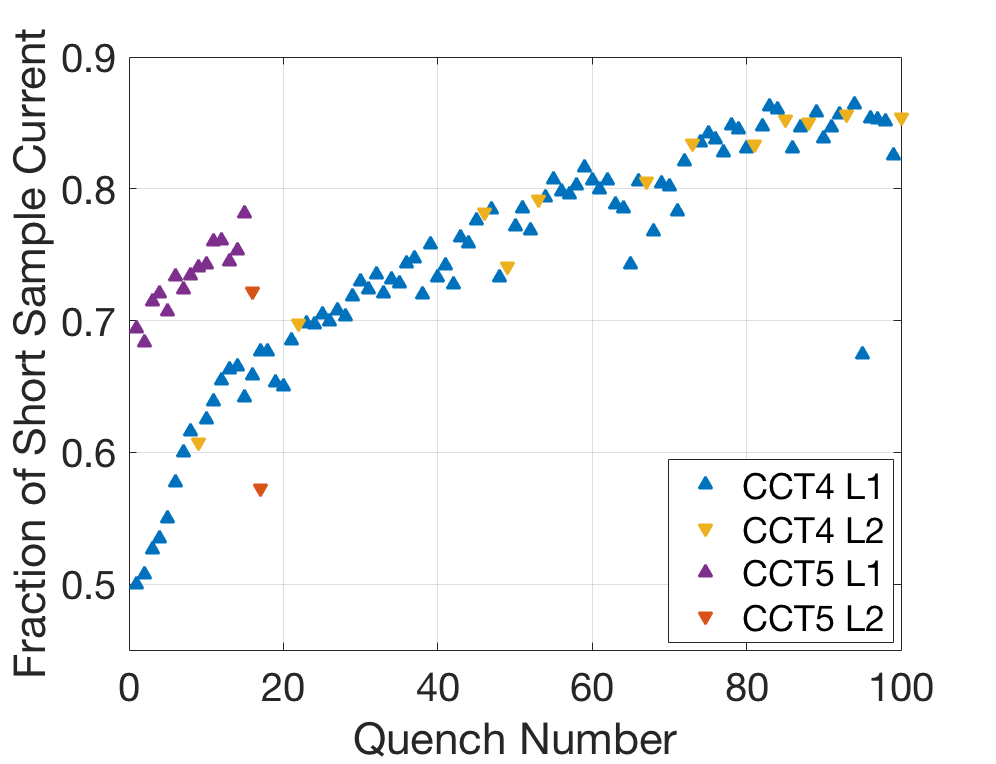 Fraction of Short Sample Current
0.9
0.8
0.7
0.6
0.5
0
20
40
60
80
100
Quench Number
CCT4 L1
CCT4 L2
CCT5 L1
CCT5 L2